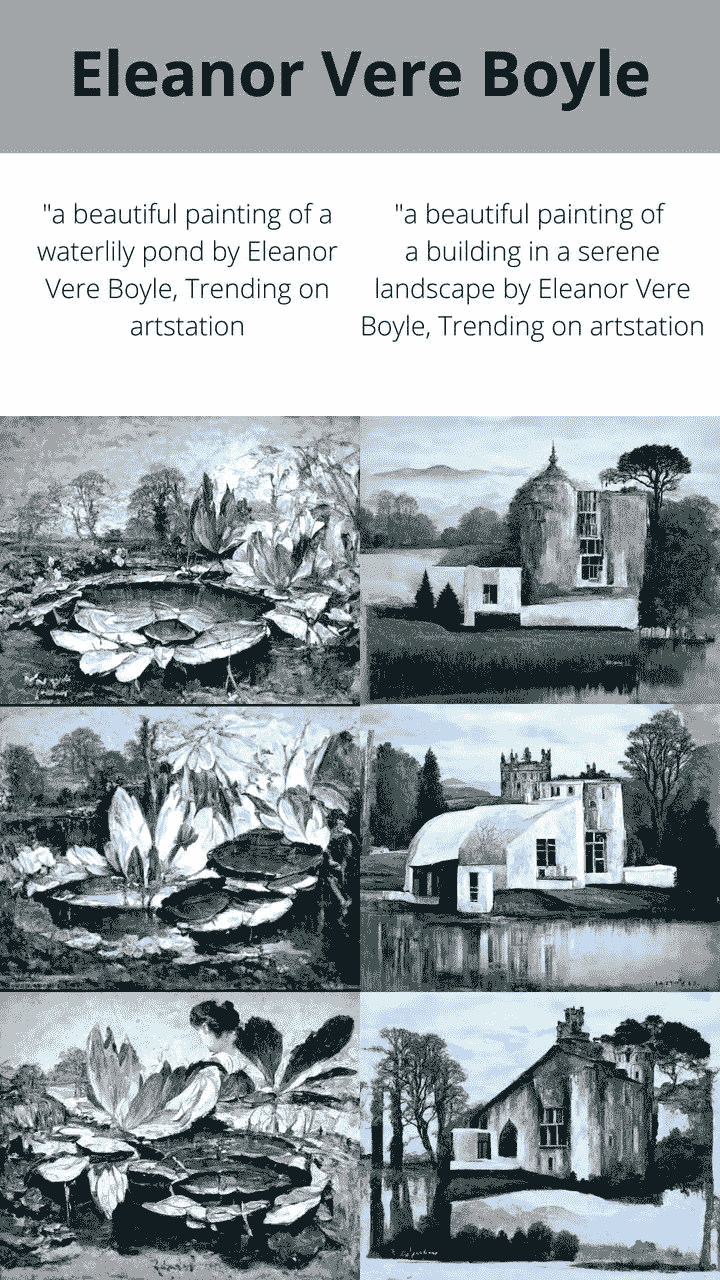 Eleanor Vere Boyle
"a beautiful painting of a
waterlily pond by Eleanor
Vere Boyle, Trending on
artstation
"a beautiful painting of
a building in a serene
landscape by Eleanor Vere
Boyle, Trending on artstation